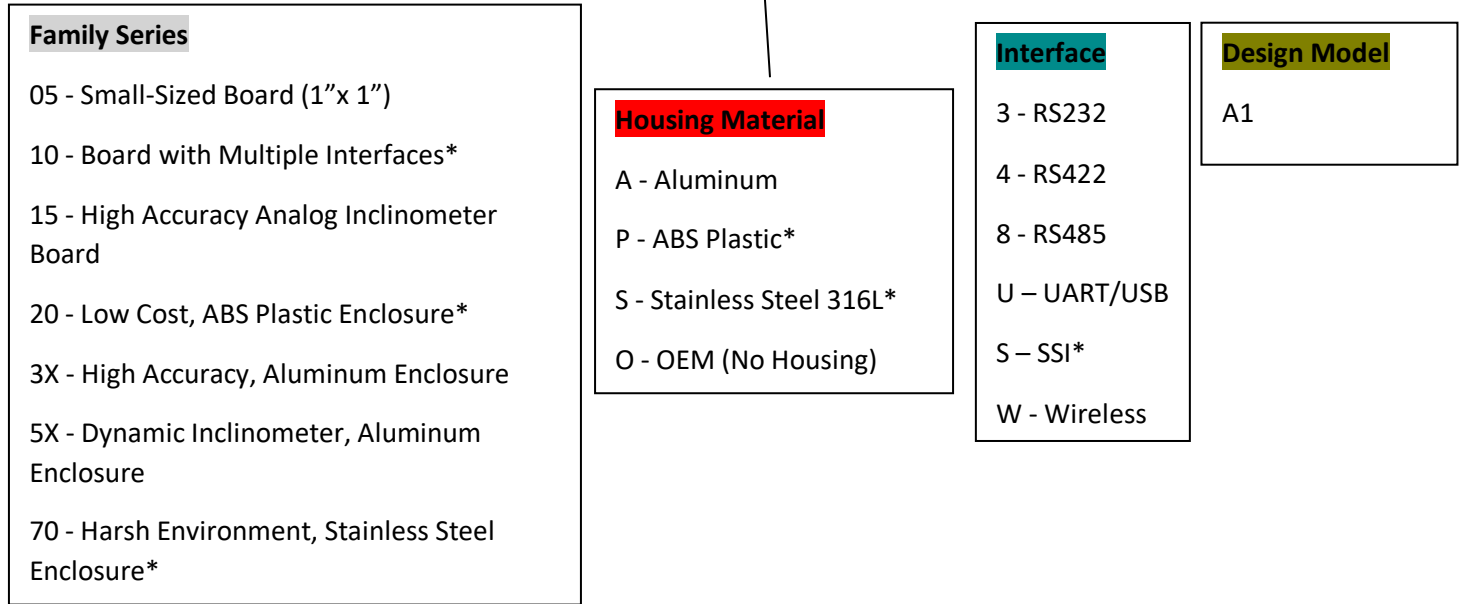 Family Series
05 - Small-Sized Board (1”x 1”)
10 - Board with Multiple Interfaces*
15 - High Accuracy Analog Inclinometer
Board
20 - Low Cost, ABS Plastic Enclosure*
3X - High Accuracy, Aluminum Enclosure
5X - Dynamic Inclinometer, Aluminum
Enclosure
70 - Harsh Environment, Stainless Steel
Enclosure*
Housing Material
A - Aluminum
P - ABS Plastic*
S - Stainless Steel 316L*
O - OEM (No Housing)
Interface
3 - RS232
4 - RS422
8 - RS485
U – UART/USB
S – SSI*
W - Wireless
Design Model
A1